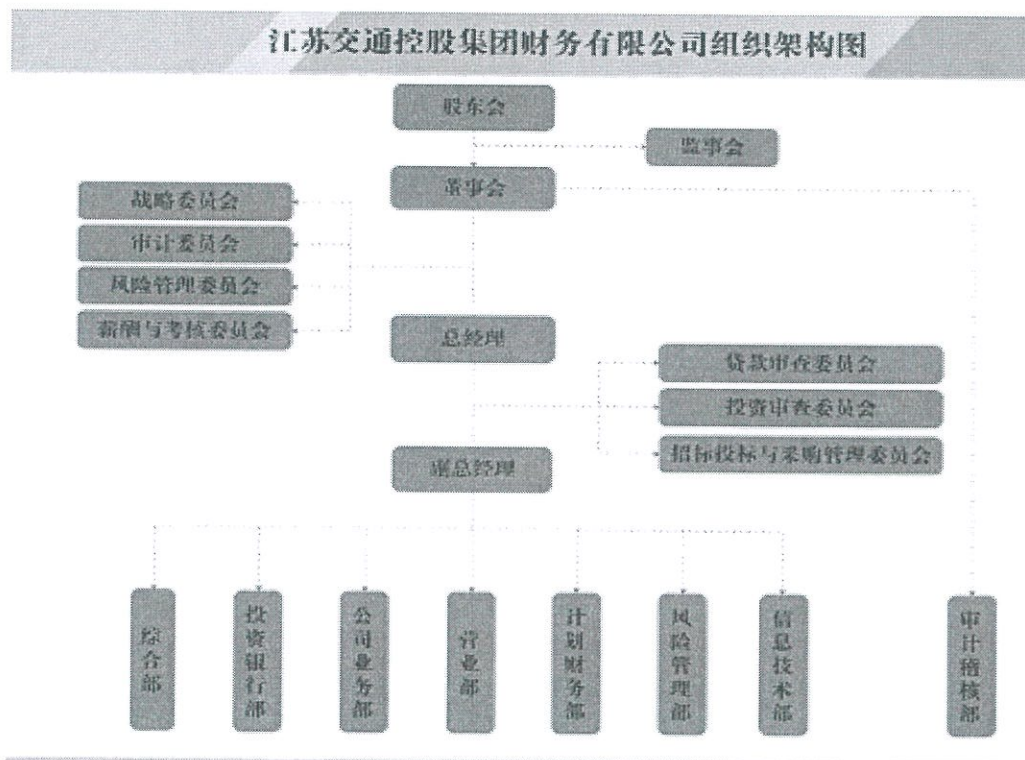 江苏交通控股集团财务有限公司组织架构图
股东会
监事会
董事会
战略委员会
审计委员会
风险管理委员会
薪酬与考核委员会
总经理
贷款审查委员会
投资审查委员会
招标投标与采购管理委员会
副总经理
综合部
投资银行部
公司业务部
营业部
计划财务部
风险管理部
信息技术部
审计稽核部